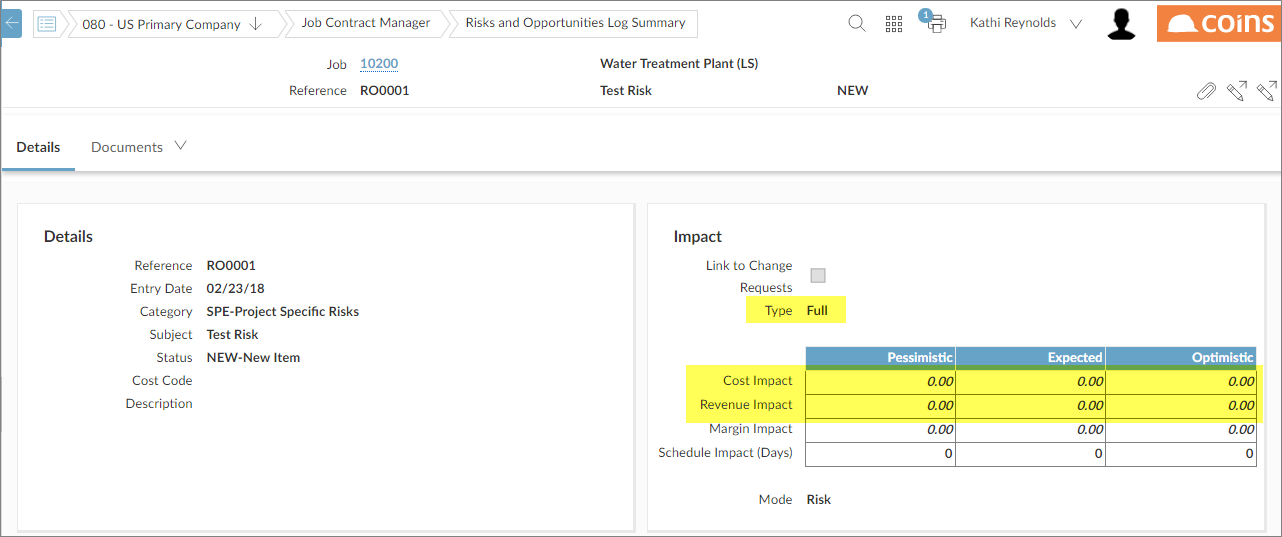 080 - US Primary Company Job Contract Manager Risks and Opportunities Log Summary 1 Kathi Reynolds coins
Job 10200 Water Treatment Plant (LS)
Reference RO0001 Test Risk NEW
Details Documents
Details
Reference RO0001
Entry Date 02/23/18
Category SPE-Project Specific Risks
Subject Test Risk
Status NEW-New Item
Cost Code
Description
Impact
Link to Change
Requests
Type Full
Pessimistic Expected Optimistic
Cost Impact 0.00 0.00 0.00
Revenue Impact 0.00 0.00 0.00
Margin Impact 0.00 0.00 0.00
Schedule Impact (Days) 0 0 0
Mode Risk